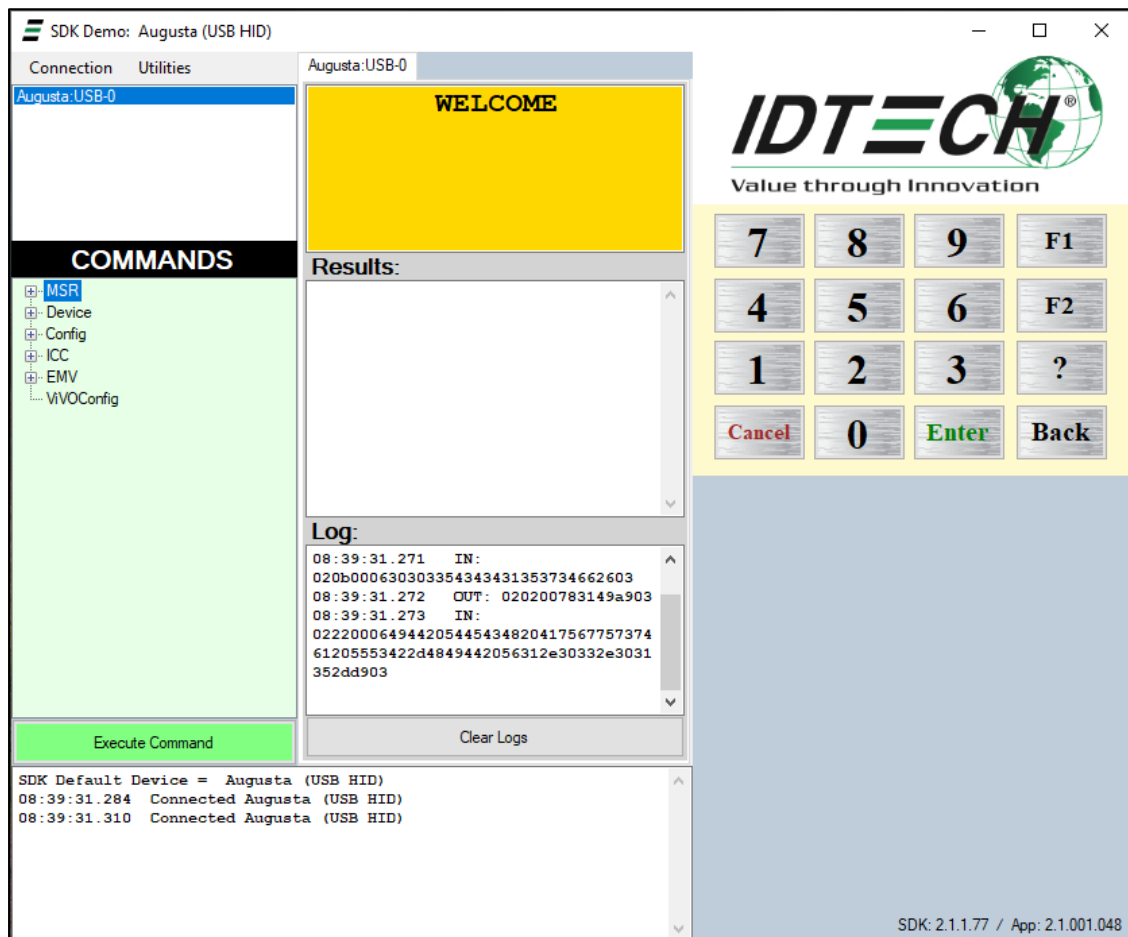 SDK Demo: Augusta (USB HID)
Connection Utilities
Augusta:USB-0
COMMANDS
MSR
Device
Config
ICC
EMV
ViVOConfig
Execute Command
Augusta:USB-0
WELCOME
Results:
Log:
08:39:31.271 IN:
020b00063030335434343135373466 2603
08:39:31.272 OUT: 020200783149a903
08:39:31.273 IN:
022200064944205445434820417567757374
61205553422d4849442056312e30332e3031
352dd903
Clear Logs
IDTECH®
Value through Innovation
7 8 9 F1
4 5 6 F2
1 2 3 ?
Cancel 0 Enter Back
SDK Default Device = Augusta (USB HID)
08:39:31.284 Connected Augusta (USB HID)
08:39:31.310 Connected Augusta (USB HID)
SDK: 2.1.1.77 / App: 2.1.001.048